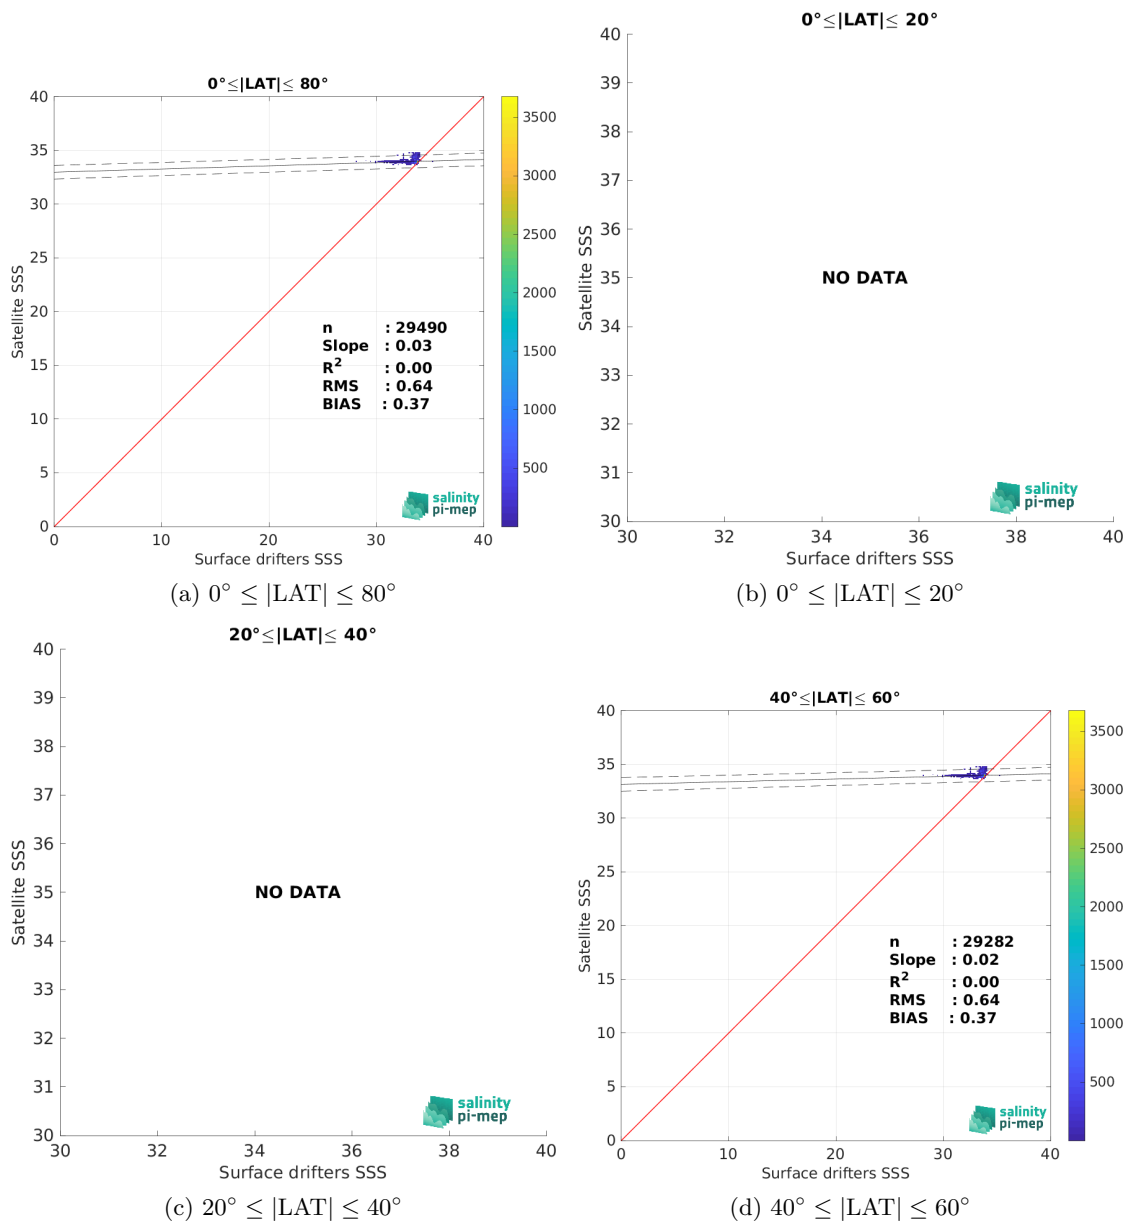 0°≤|LAT|≤ 80°
40
35
30
25
20
15
10
5
0
Satellite SSS
0
10
20
30
40
Surface drifters SSS
n : 29490
Slope : 0.03
R² : 0.00
RMS : 0.64
BIAS : 0.37
salinity
pi-mep
3500
3000
2500
2000
1500
1000
500
(a) 0° ≤ |LAT| ≤ 80°
0°≤|LAT|≤ 20°
40
39
38
37
36
35
34
33
32
31
30
Satellite SSS
NO DATA
30
32
34
36
38
40
Surface drifters SSS
salinity
pi-mep
(b) 0° ≤ |LAT| ≤ 20°
20°≤|LAT|≤ 40°
40
39
38
37
36
35
34
33
32
31
30
Satellite SSS
NO DATA
30
32
34
36
38
40
Surface drifters SSS
salinity
pi-mep
(c) 20° ≤ |LAT| ≤ 40°
40°≤|LAT|≤ 60°
40
35
30
25
20
15
10
5
0
Satellite SSS
0
10
20
30
40
Surface drifters SSS
n : 29282
Slope : 0.02
R² : 0.00
RMS : 0.64
BIAS : 0.37
salinity
pi-mep
3500
3000
2500
2000
1500
1000
500
(d) 40° ≤ |LAT| ≤ 60°